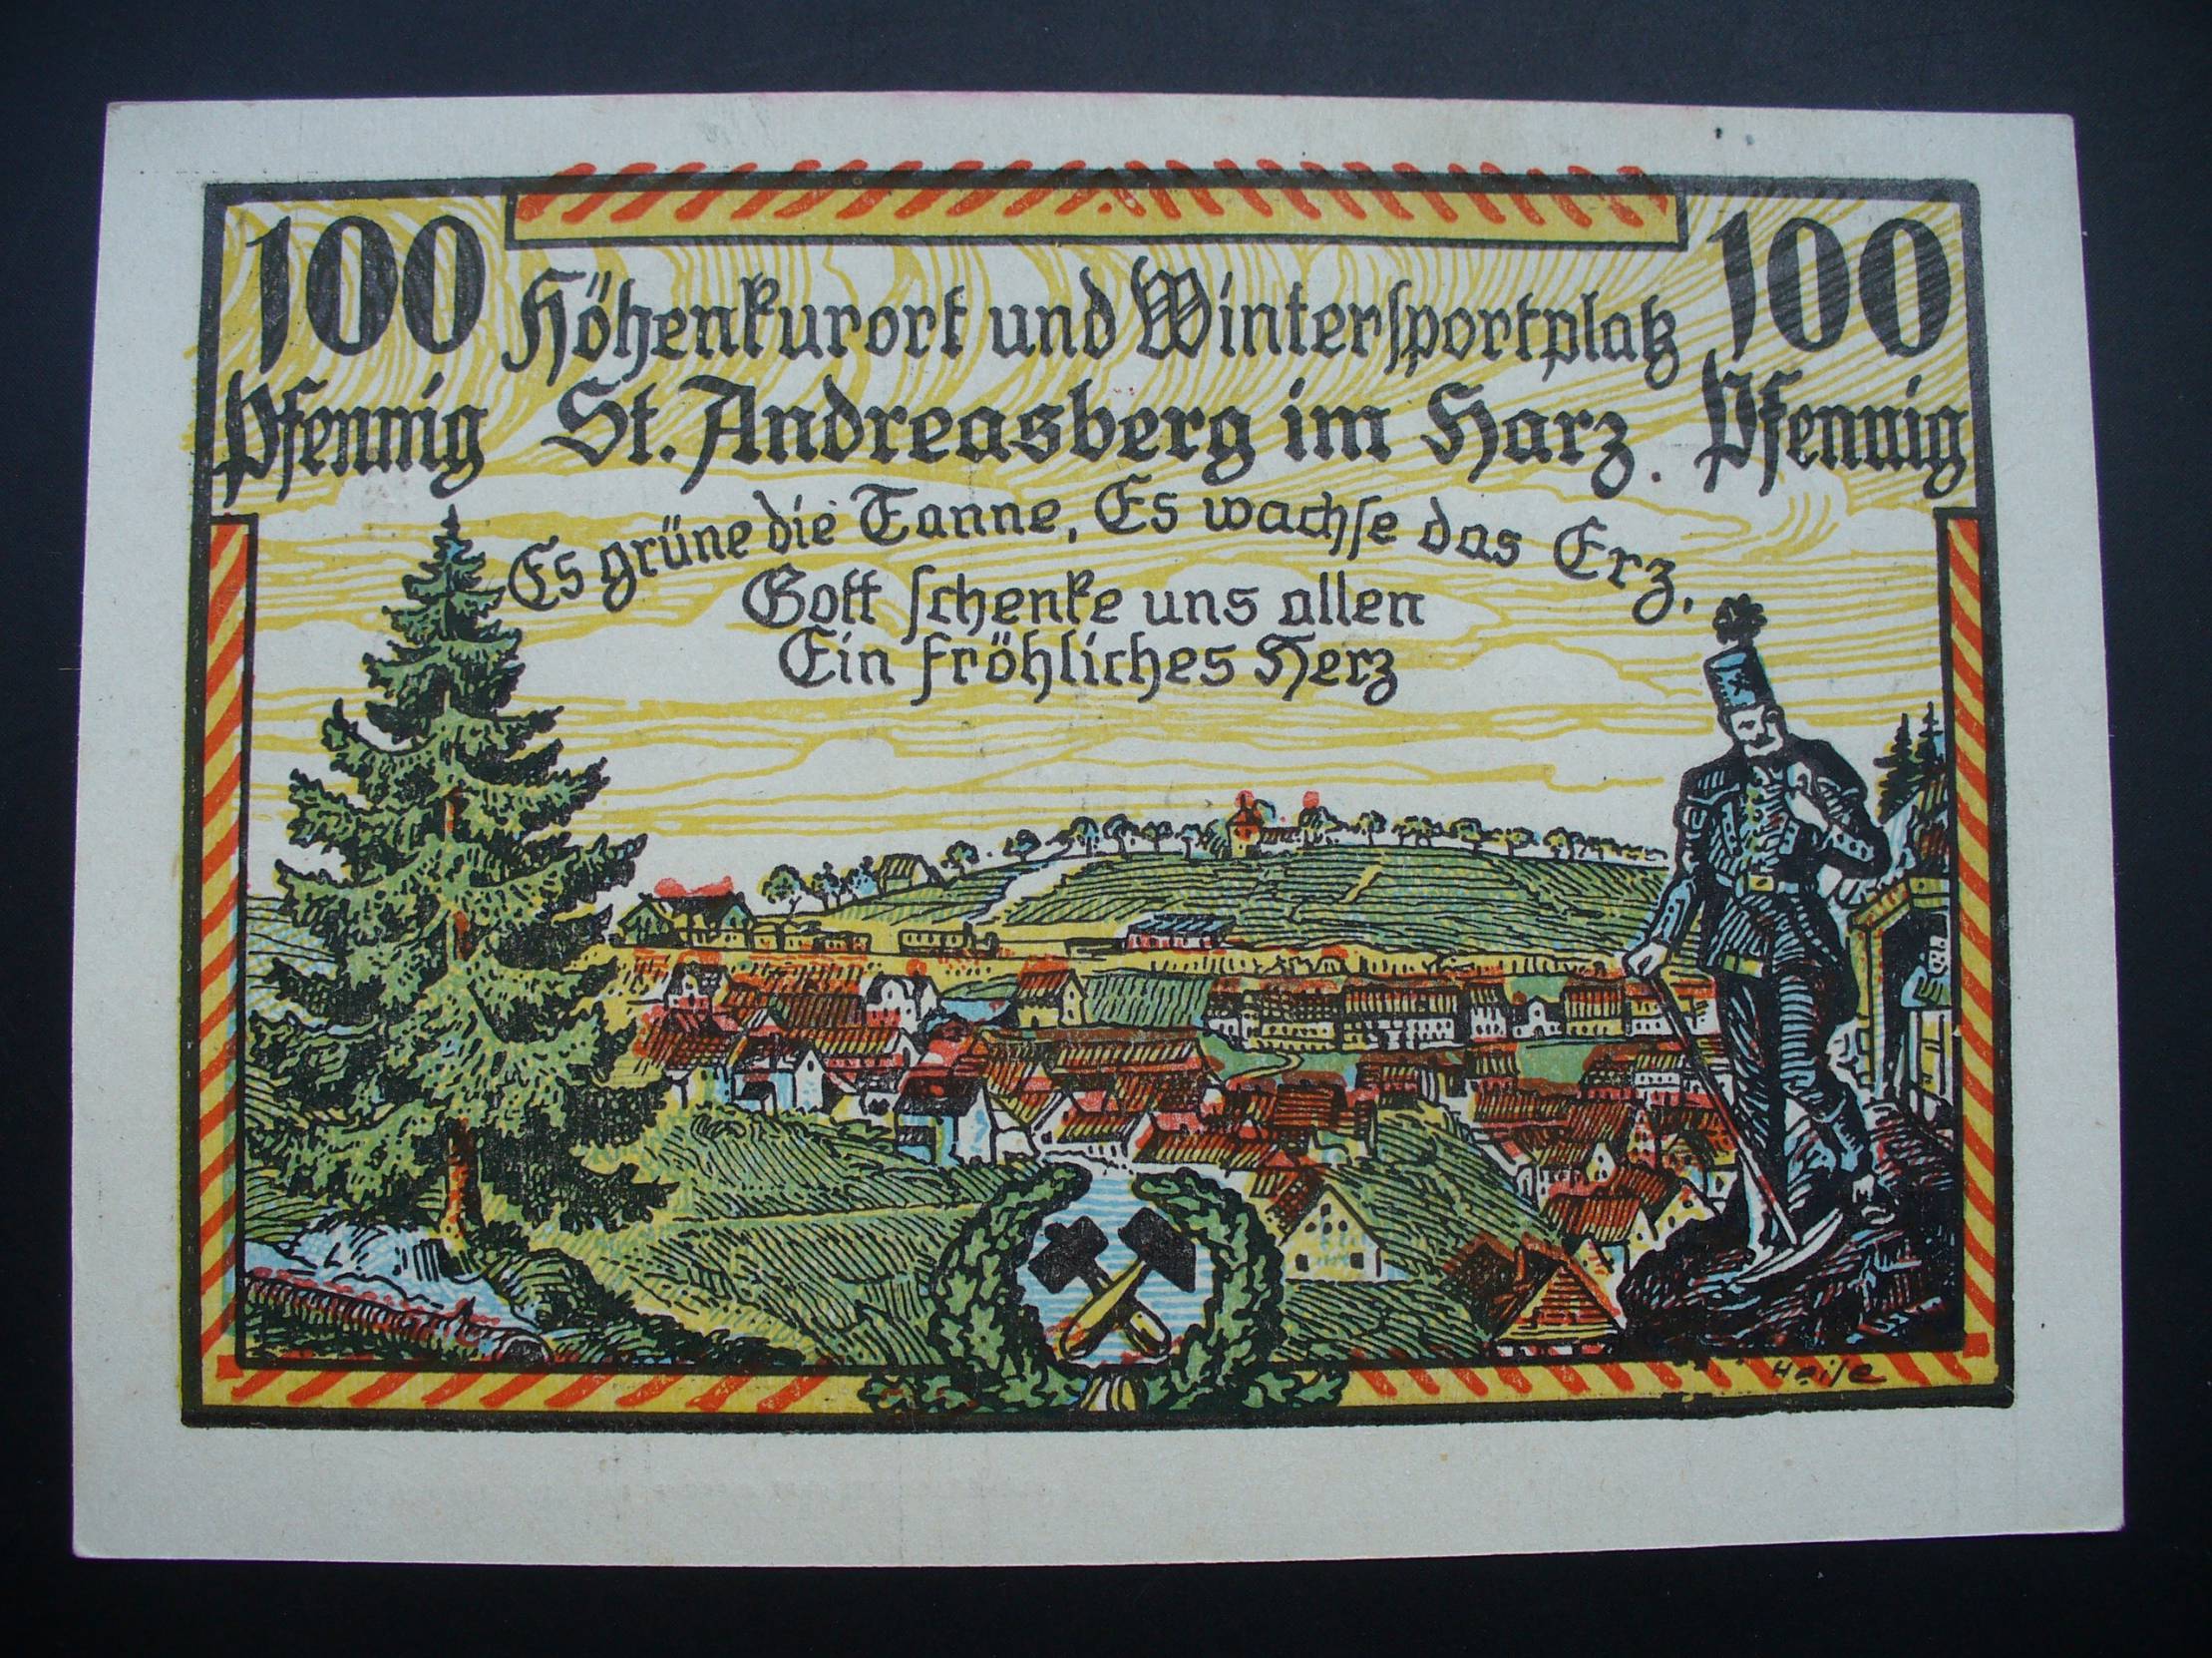 100 Höhenkurort und Wintersportplatz 100
Pfennig St. Andreasberg im Harz. Pfennig
Es grüne die Tanne, Es wachse das Erz,
Gott schenke uns allen
Ein fröhliches Herz
Heise